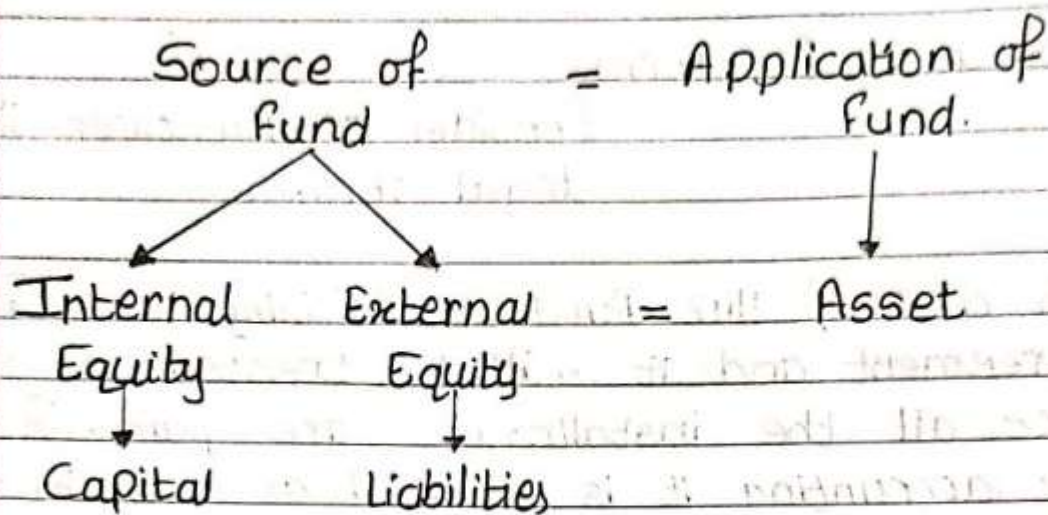 Source of = Application of
fund fund.
Internal External = Asset
Equity Equity
Capital Liabilities